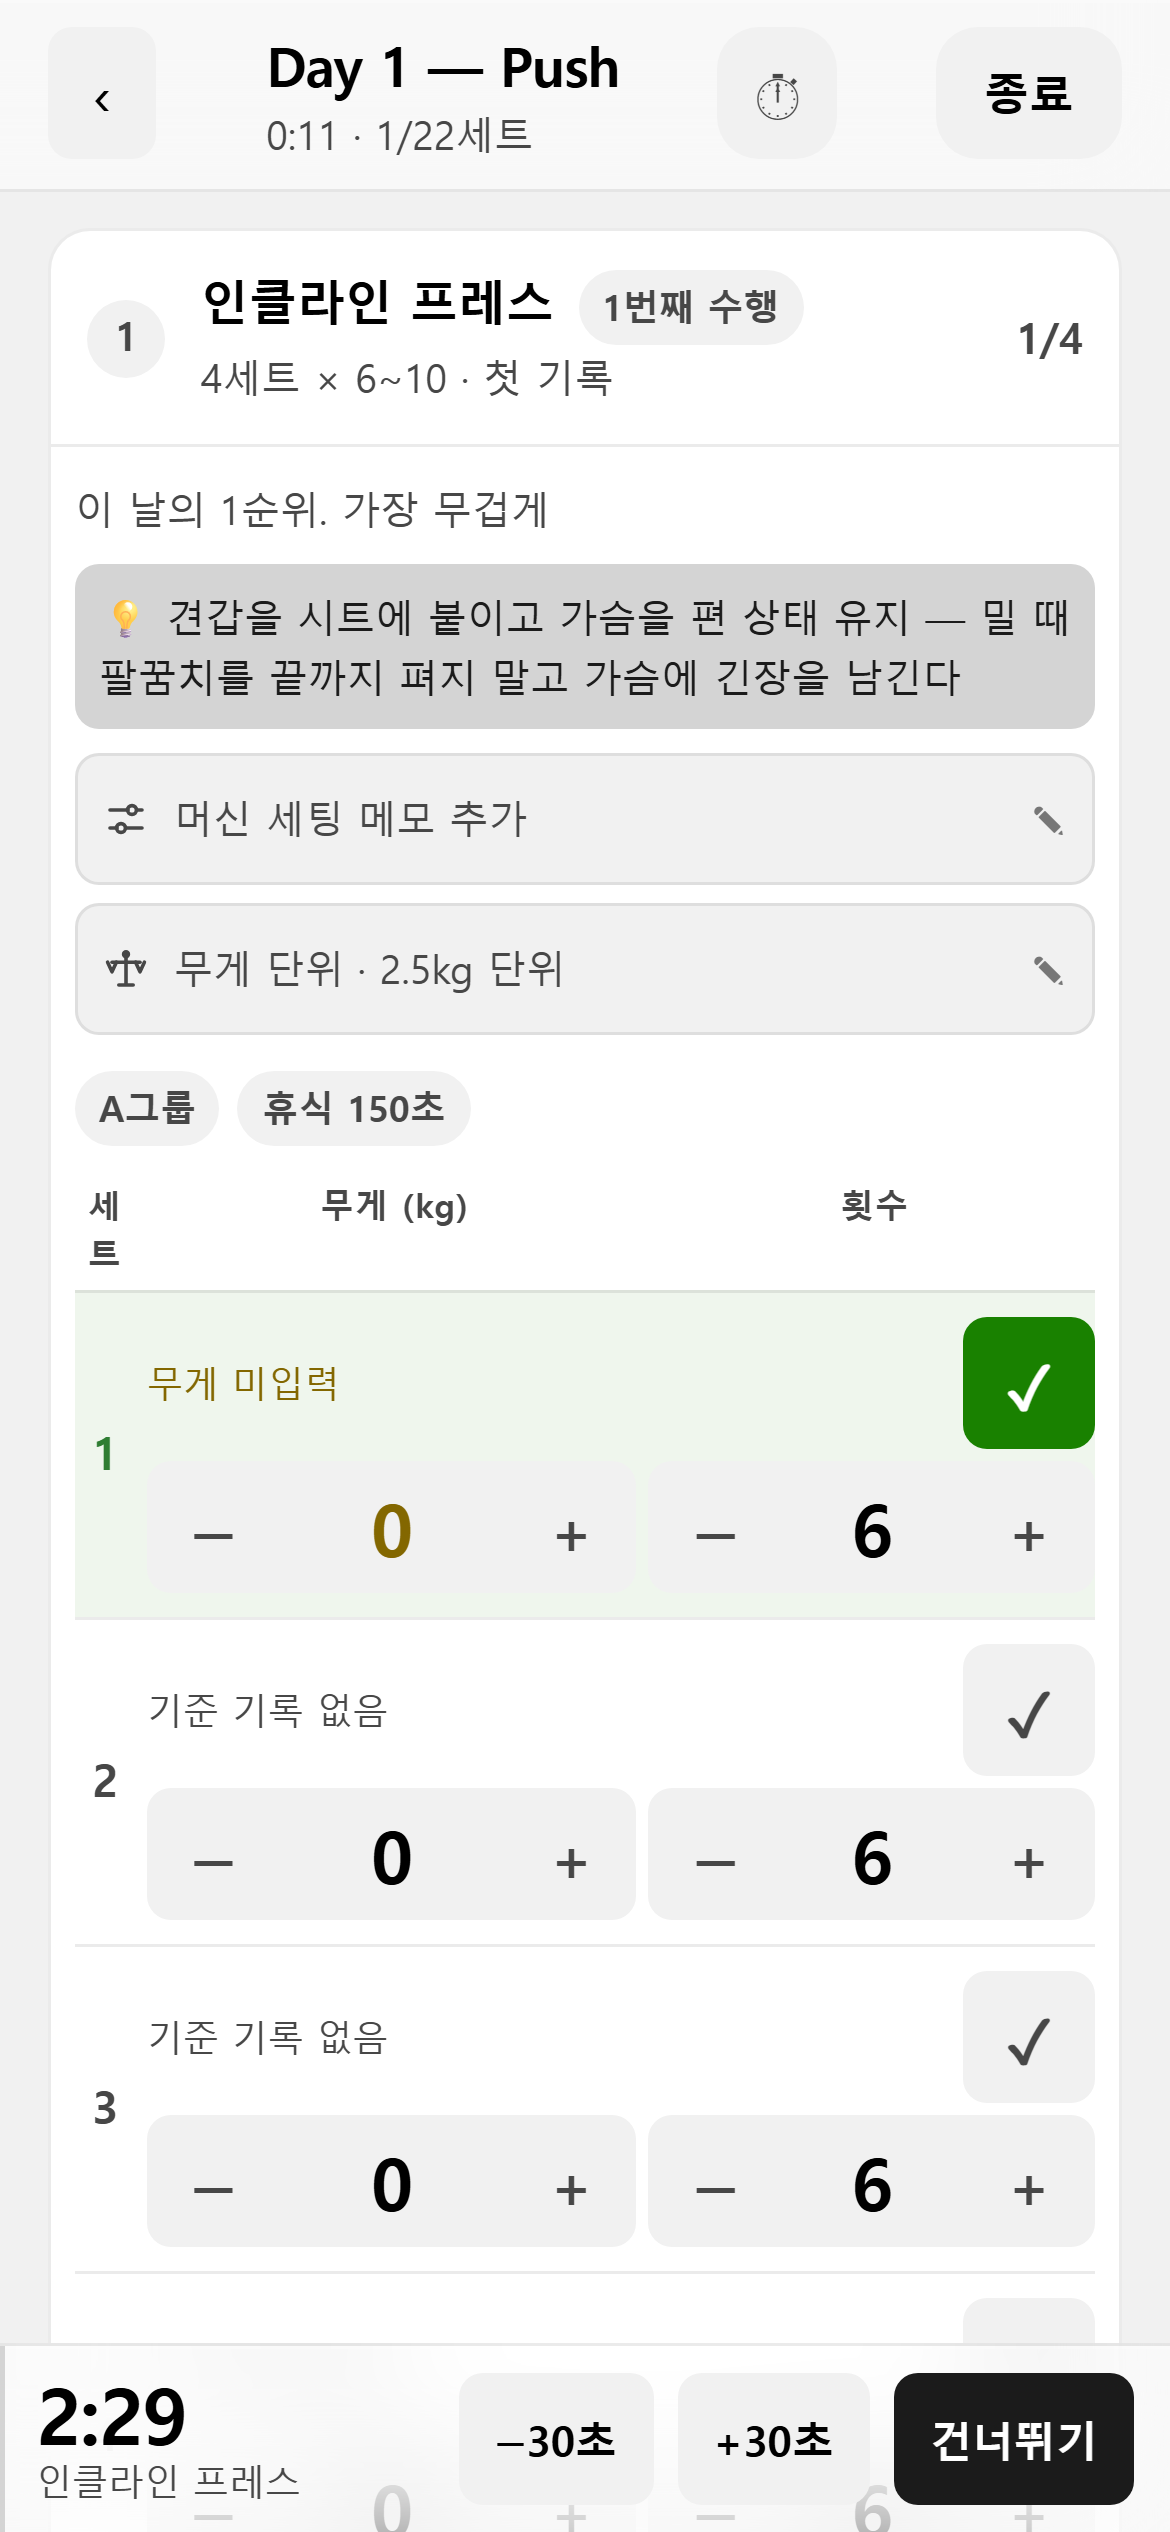 ‹
Day 1 — Push
0:11 · 1/22세트
종료
1
인클라인 프레스
1번째 수행
4세트 × 6~10 · 첫 기록
1/4
이 날의 1순위. 가장 무겁게
💡 견갑을 시트에 붙이고 가슴을 편 상태 유지 — 밀 때
팔꿈치를 끝까지 펴지 말고 가슴에 긴장을 남긴다
머신 세팅 메모 추가
무게 단위 · 2.5kg 단위
A그룹
휴식 150초
세
트
무게 (kg)
횟수
무게 미입력
✓
1
— 0 +
— 6 +
기준 기록 없음
✓
2
— 0 +
— 6 +
기준 기록 없음
✓
3
— 0 +
— 6 +
2:29
인클라인 프레스
−30초
+30초
건너뛰기
— 0 +
— 6 +